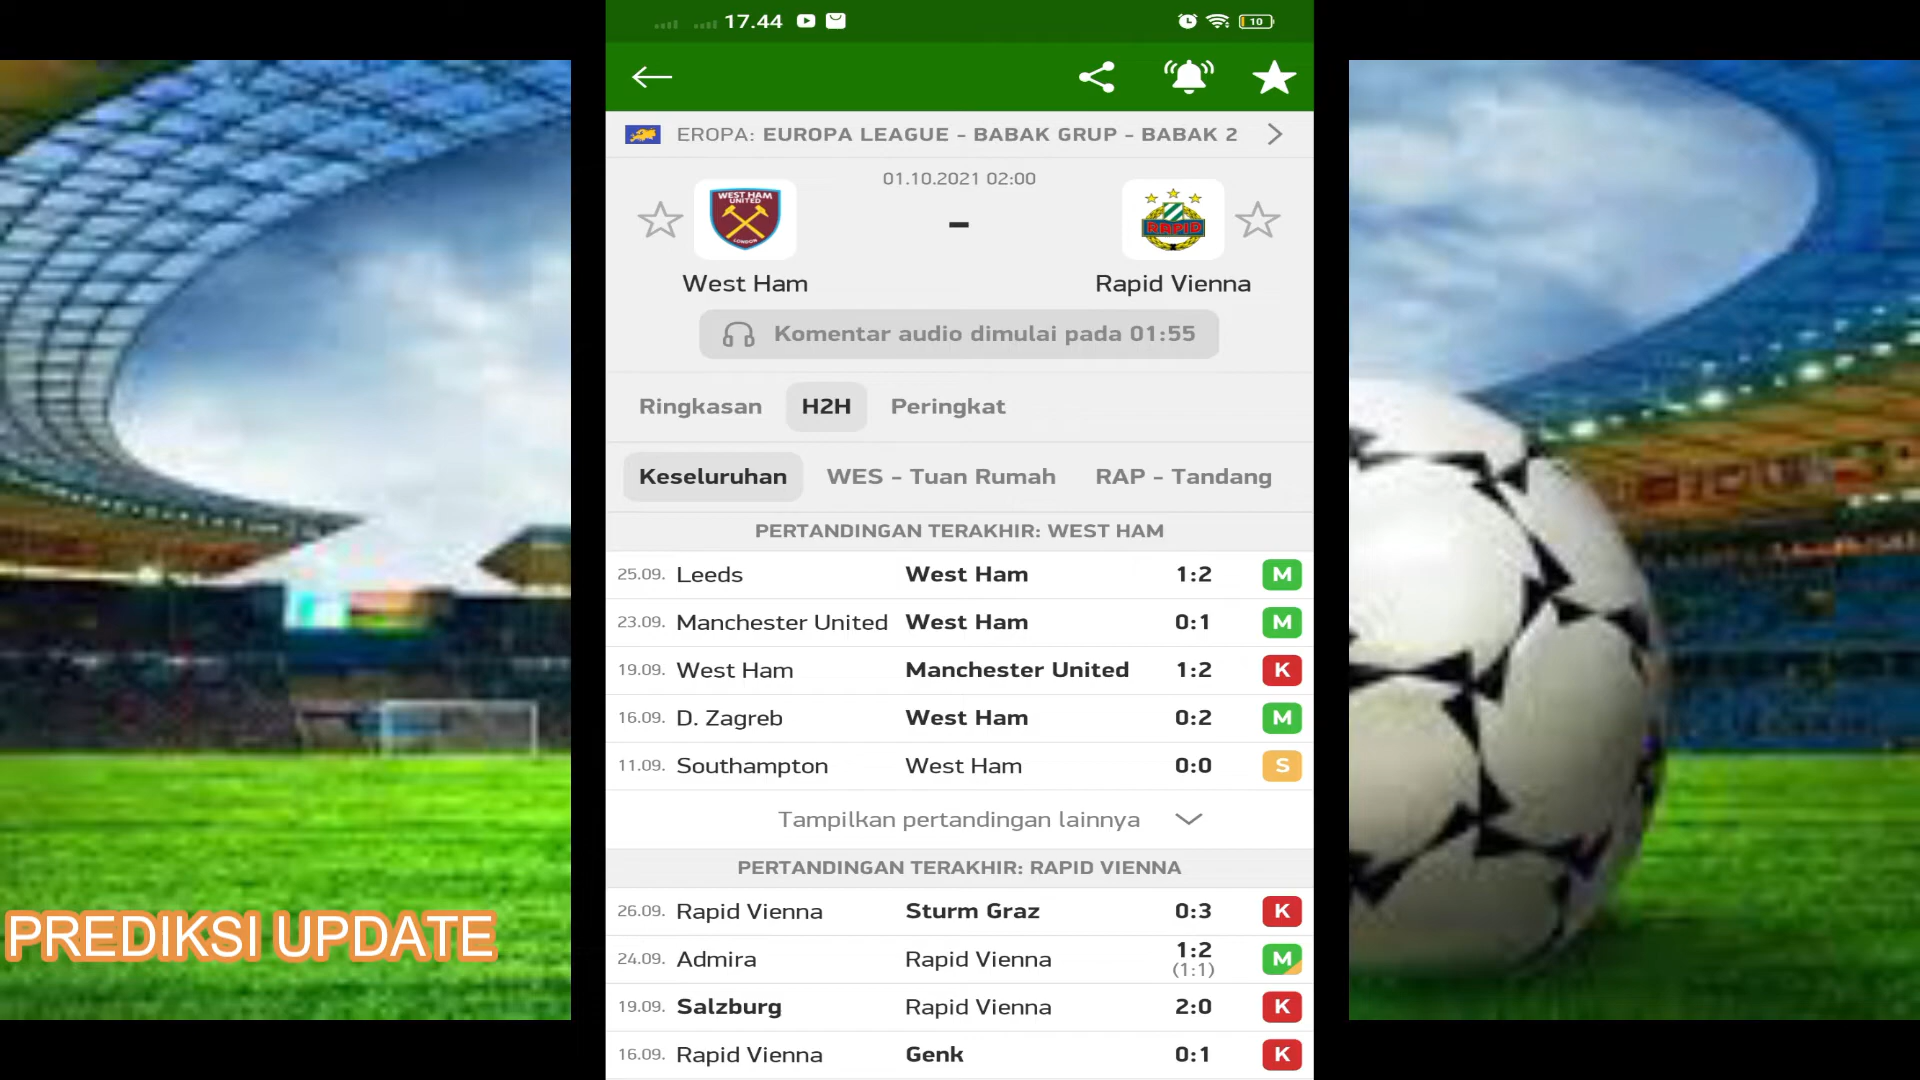 17.44
10
EROPA: EUROPA LEAGUE - BABAK GRUP - BABAK 2
01.10.2021 02:00
-
WEST HAM
UNITED
LONDON
RAPID
West Ham
Rapid Vienna
Komentar audio dimulai pada 01:55
Ringkasan H2H Peringkat
Keseluruhan WES - Tuan Rumah RAP - Tandang
PERTANDINGAN TERAKHIR: WEST HAM
25.09. Leeds West Ham 1:2 M
23.09. Manchester United West Ham 0:1 M
19.09. West Ham Manchester United 1:2 K
16.09. D. Zagreb West Ham 0:2 M
11.09. Southampton West Ham 0:0 S
Tampilkan pertandingan lainnya
PERTANDINGAN TERAKHIR: RAPID VIENNA
26.09. Rapid Vienna Sturm Graz 0:3 K
24.09. Admira Rapid Vienna 1:2 (1:1) M
19.09. Salzburg Rapid Vienna 2:0 K
16.09. Rapid Vienna Genk 0:1 K
PREDIKSI UPDATE